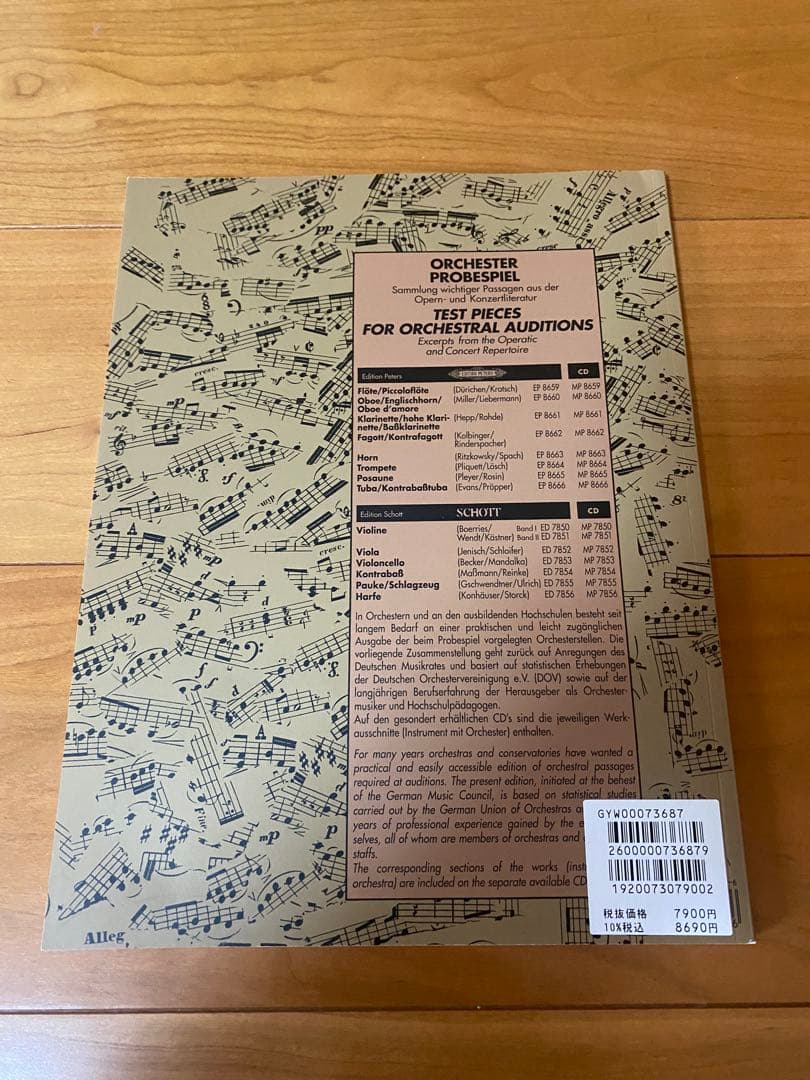 ORCHESTER
PROBESPIEL
Sammlung wichtiger Passagen aus der
Opern- und Konzertliteratur
TEST PIECES
FOR ORCHESTRAL AUDITIONS
Excerpts from the Operatic
and Concert Repertoire
Edition Peters EDITION PETERS CD
Flöte/Piccoloflöte (Dürichen/Kratsch) EP 8659 MP 8659
Oboe/Englischhorn/ (Miller/Liebermann) EP 8660 MP 8660
Oboe d'amore
Klarinette/hohe Klari- (Hepp/Rohde) EP 8661 MP 8661
nette/Baßklarinette
Fagott/Kontrafagott (Kolbinger/ EP 8662 MP 8662
Rinderspacher)
Horn (Ritzkowsky/Spach) EP 8663 MP 8663
Trompete (Pliquett/Lösch) EP 8664 MP 8664
Posaune (Pleyer/Rosin) EP 8665 MP 8665
Tuba/Kontrabaßtuba (Evans/Pröpper) EP 8666 MP 8666
Edition Schott SCHOTT CD
Violine (Boerries/ Band I ED 7850 MP 7850
Wendt/Kästner) Band II ED 7851 MP 7851
Viola (Jenisch/Schloifer) ED 7852 MP 7852
Violoncello (Becker/Mandalka) ED 7853 MP 7853
Kontrabaß (Maßmann/Reinke) ED 7854 MP 7854
Pauke/Schlagzeug (Gschwendtner/Ulrich) ED 7855 MP 7855
Harfe (Konhäuser/Storck) ED 7856 MP 7856
In Orchestern und an den ausbildenden Hochschulen besteht seit
langem Bedarf an einer praktischen und leicht zugänglichen
Ausgabe der beim Probespiel vorgelegten Orchesterstellen. Die
vorliegende Zusammenstellung geht zurück auf Anregungen des
Deutschen Musikrates und basiert auf statistischen Erhebungen
der Deutschen Orchestervereinigung e.V. (DOV) sowie auf der
langjährigen Berufserfahrung der Herausgeber als Orchester-
musiker und Hochschulpädagogen.
Auf den gesondert erhältlichen CD's sind die jeweiligen Werk-
ausschnitte (Instrument mit Orchester) enthalten.
For many years orchestras and conservatories have wanted a
practical and easily accessible edition of orchestral passages
required at auditions. The present edition, initiated at the behest
of the German Music Council, is based on statistical studies
carried out by the German Union of Orchestras
years of professional experience gained by the
selves, all of whom are members of orchestras and
staffs.
The corresponding sections of the works
orchestra) are included on the separate available CD
GYW00073687
2600000736879
1920073079002
税抜価格 7900円
10%税込 8690円
Alleg
Allegro
pp
cresc.
mp
dim.